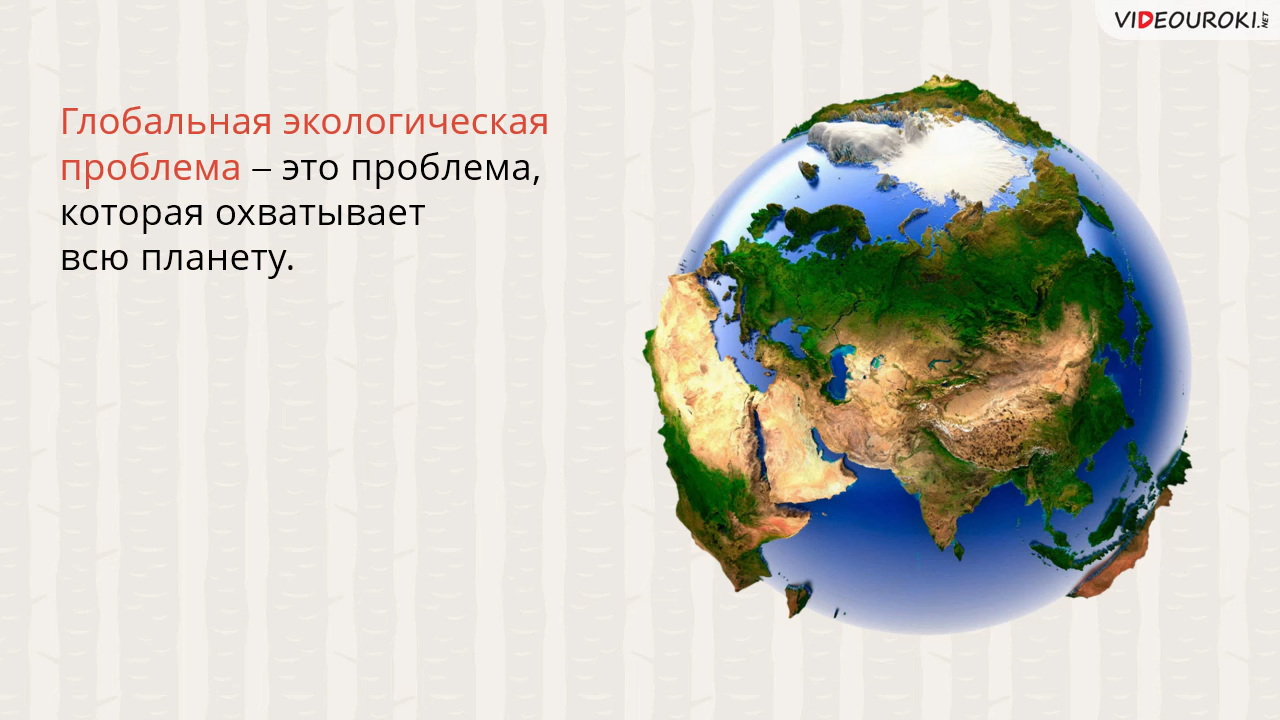 VIDEOUROKI.NET
Глобальная экологическая
проблема – это проблема,
которая охватывает
всю планету.